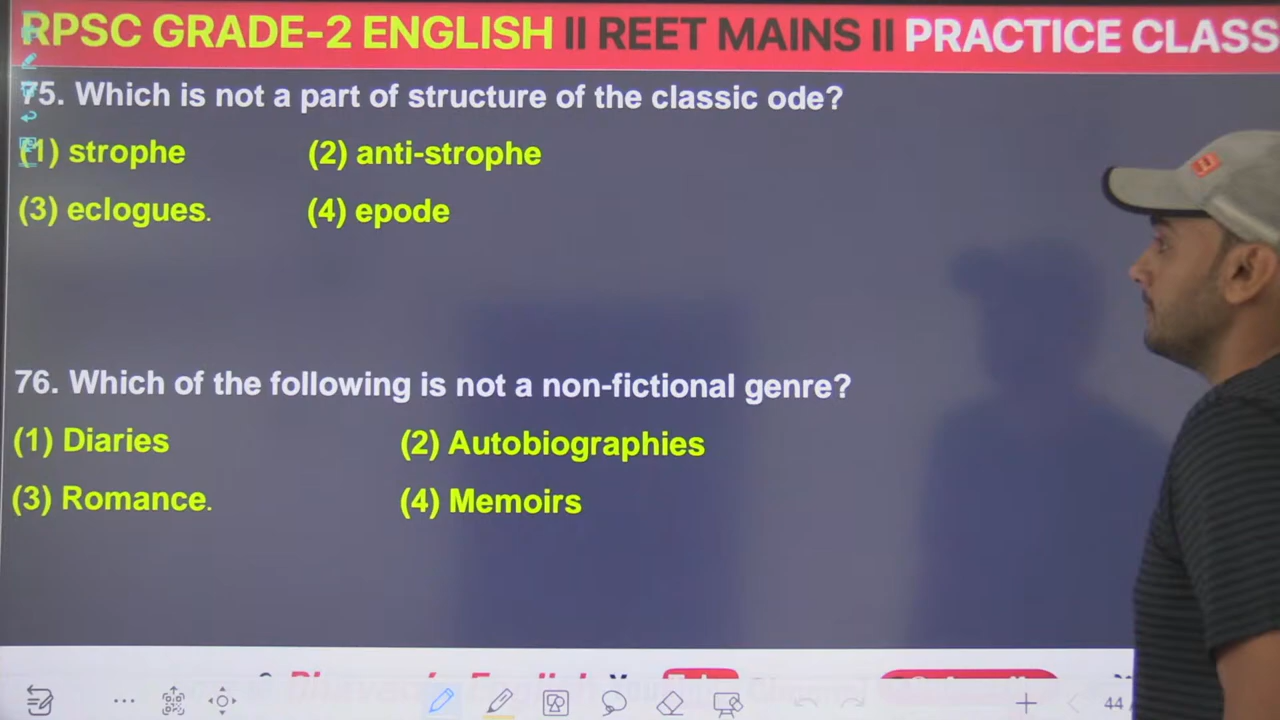 RPSC GRADE-2 ENGLISH II REET MAINS II PRACTICE CLASS
75. Which is not a part of structure of the classic ode?
(1) strophe (2) anti-strophe
(3) eclogues. (4) epode
76. Which of the following is not a non-fictional genre?
(1) Diaries (2) Autobiographies
(3) Romance. (4) Memoirs
44